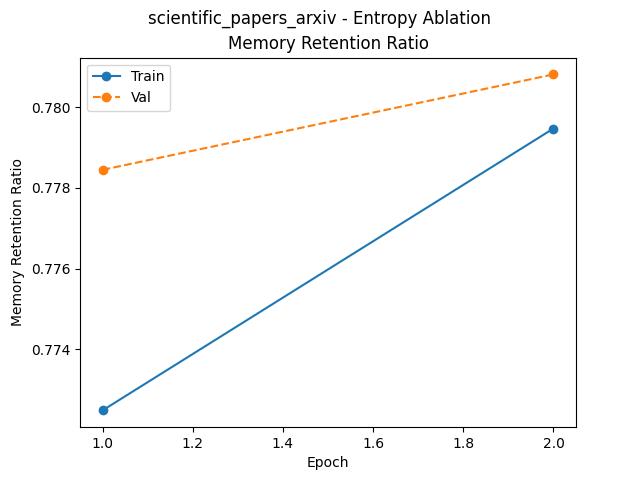 scientific_papers_arxiv - Entropy Ablation
Memory Retention Ratio
Train
Val
0.780
0.778
0.776
0.774
Memory Retention Ratio
1.0 1.2 1.4 1.6 1.8 2.0
Epoch